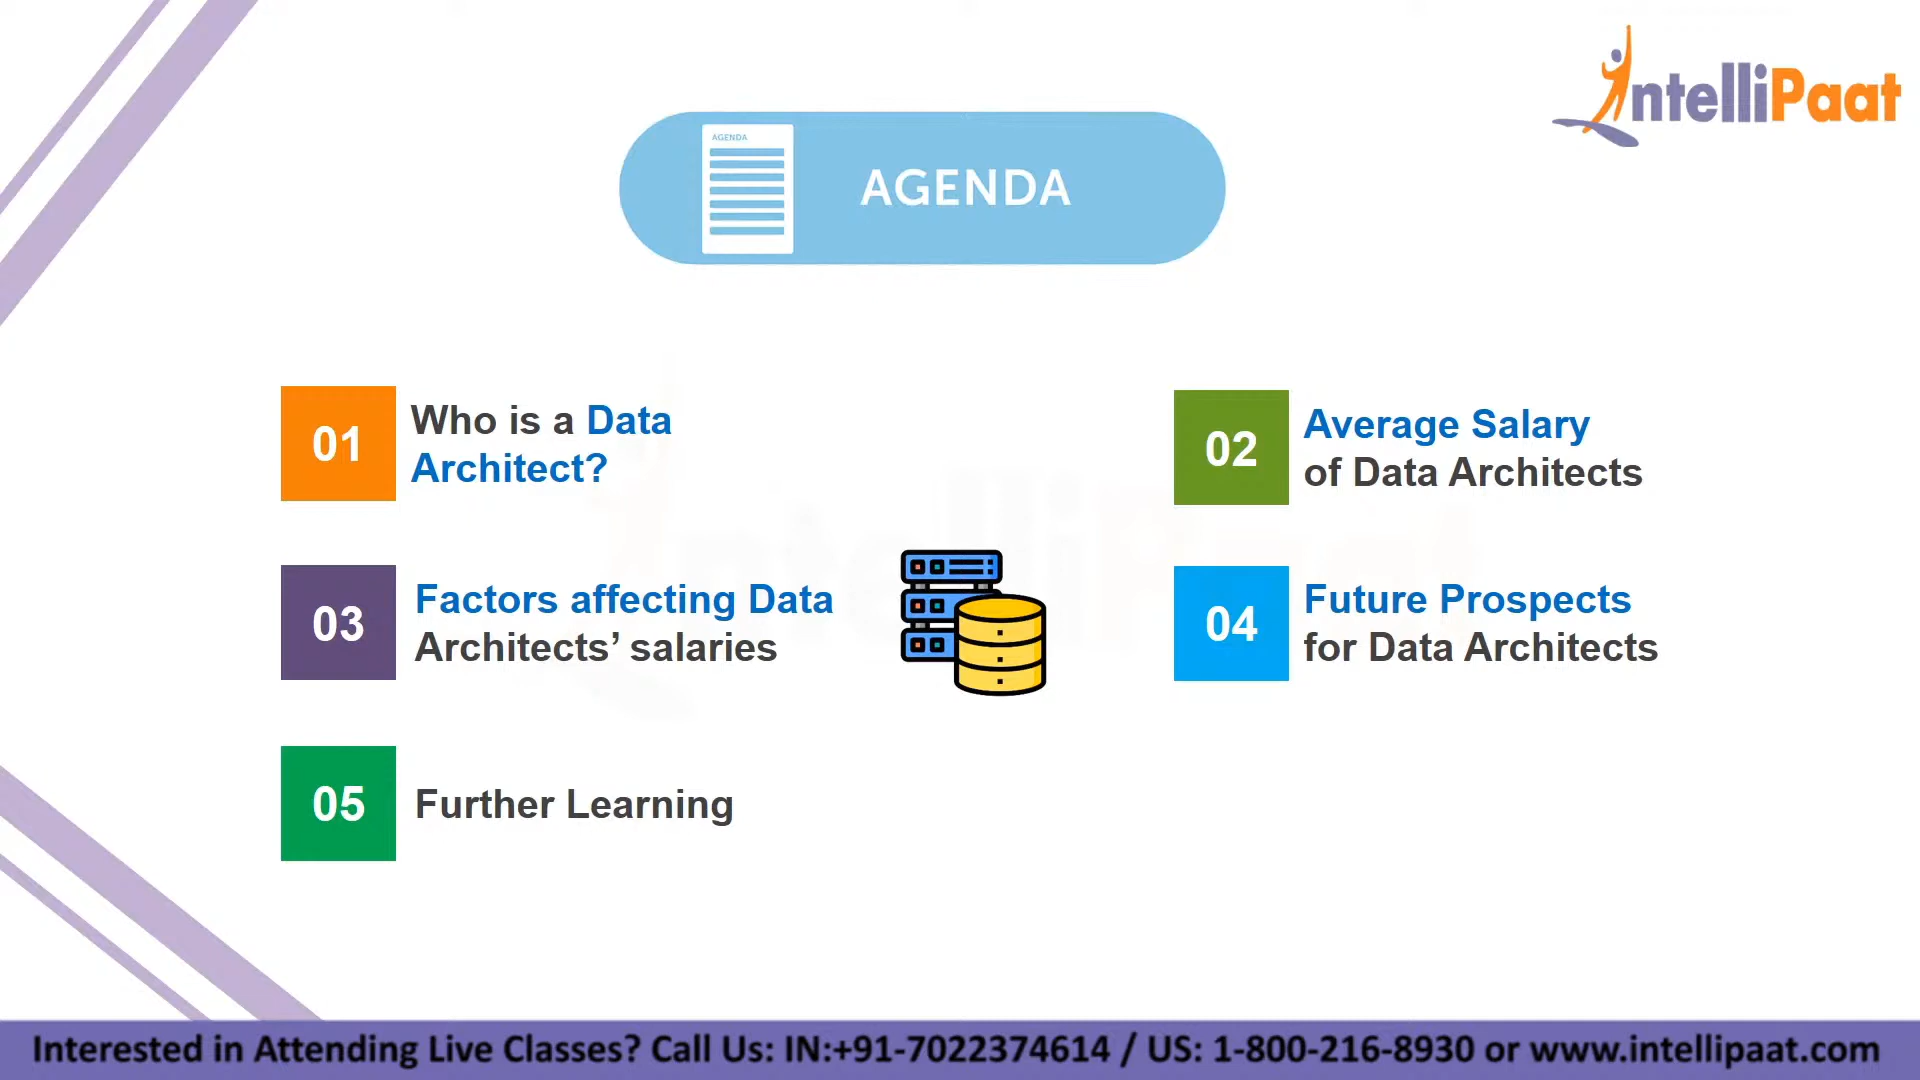 IntelliPaat
AGENDA
AGENDA
01
Who is a Data
Architect?
02
Average Salary
of Data Architects
03
Factors affecting Data
Architects’ salaries
04
Future Prospects
for Data Architects
05
Further Learning
Interested in Attending Live Classes? Call Us: IN:+91-7022374614 / US: 1-800-216-8930 or www.intellipaat.com